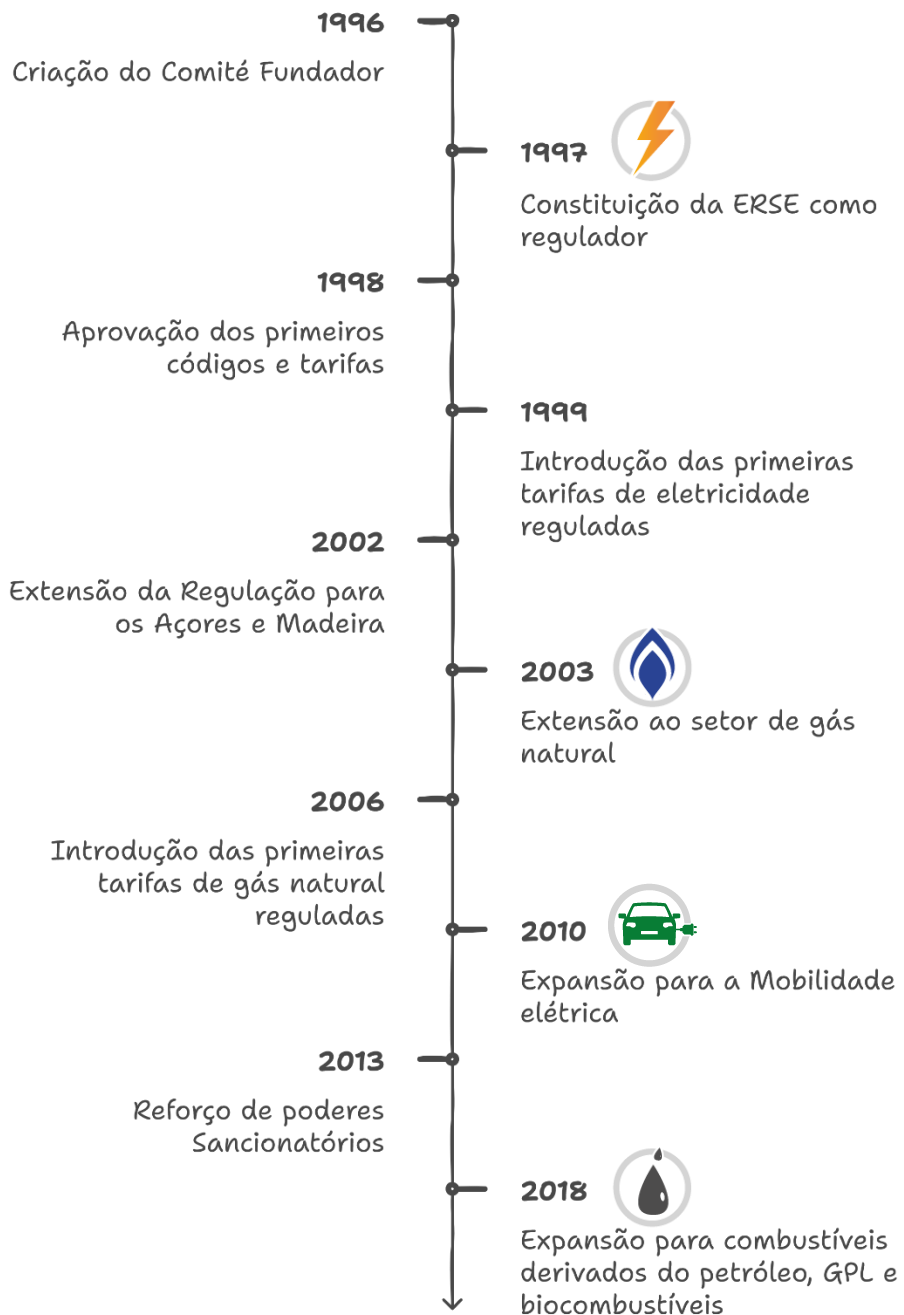 1996
Criação do Comité Fundador
1997
Constituição da ERSE como
regulador
1998
Aprovação dos primeiros
códigos e tarifas
1999
Introdução das primeiras
tarifas de eletricidade
reguladas
2002
Extensão da Regulação para
os Açores e Madeira
2003
Extensão ao setor de gás
natural
2006
Introdução das primeiras
tarifas de gás natural
reguladas
2010
Expansão para a Mobilidade
elétrica
2013
Reforço de poderes
Sancionatórios
2018
Expansão para combustíveis
derivados do petróleo, GPL e
biocombustíveis